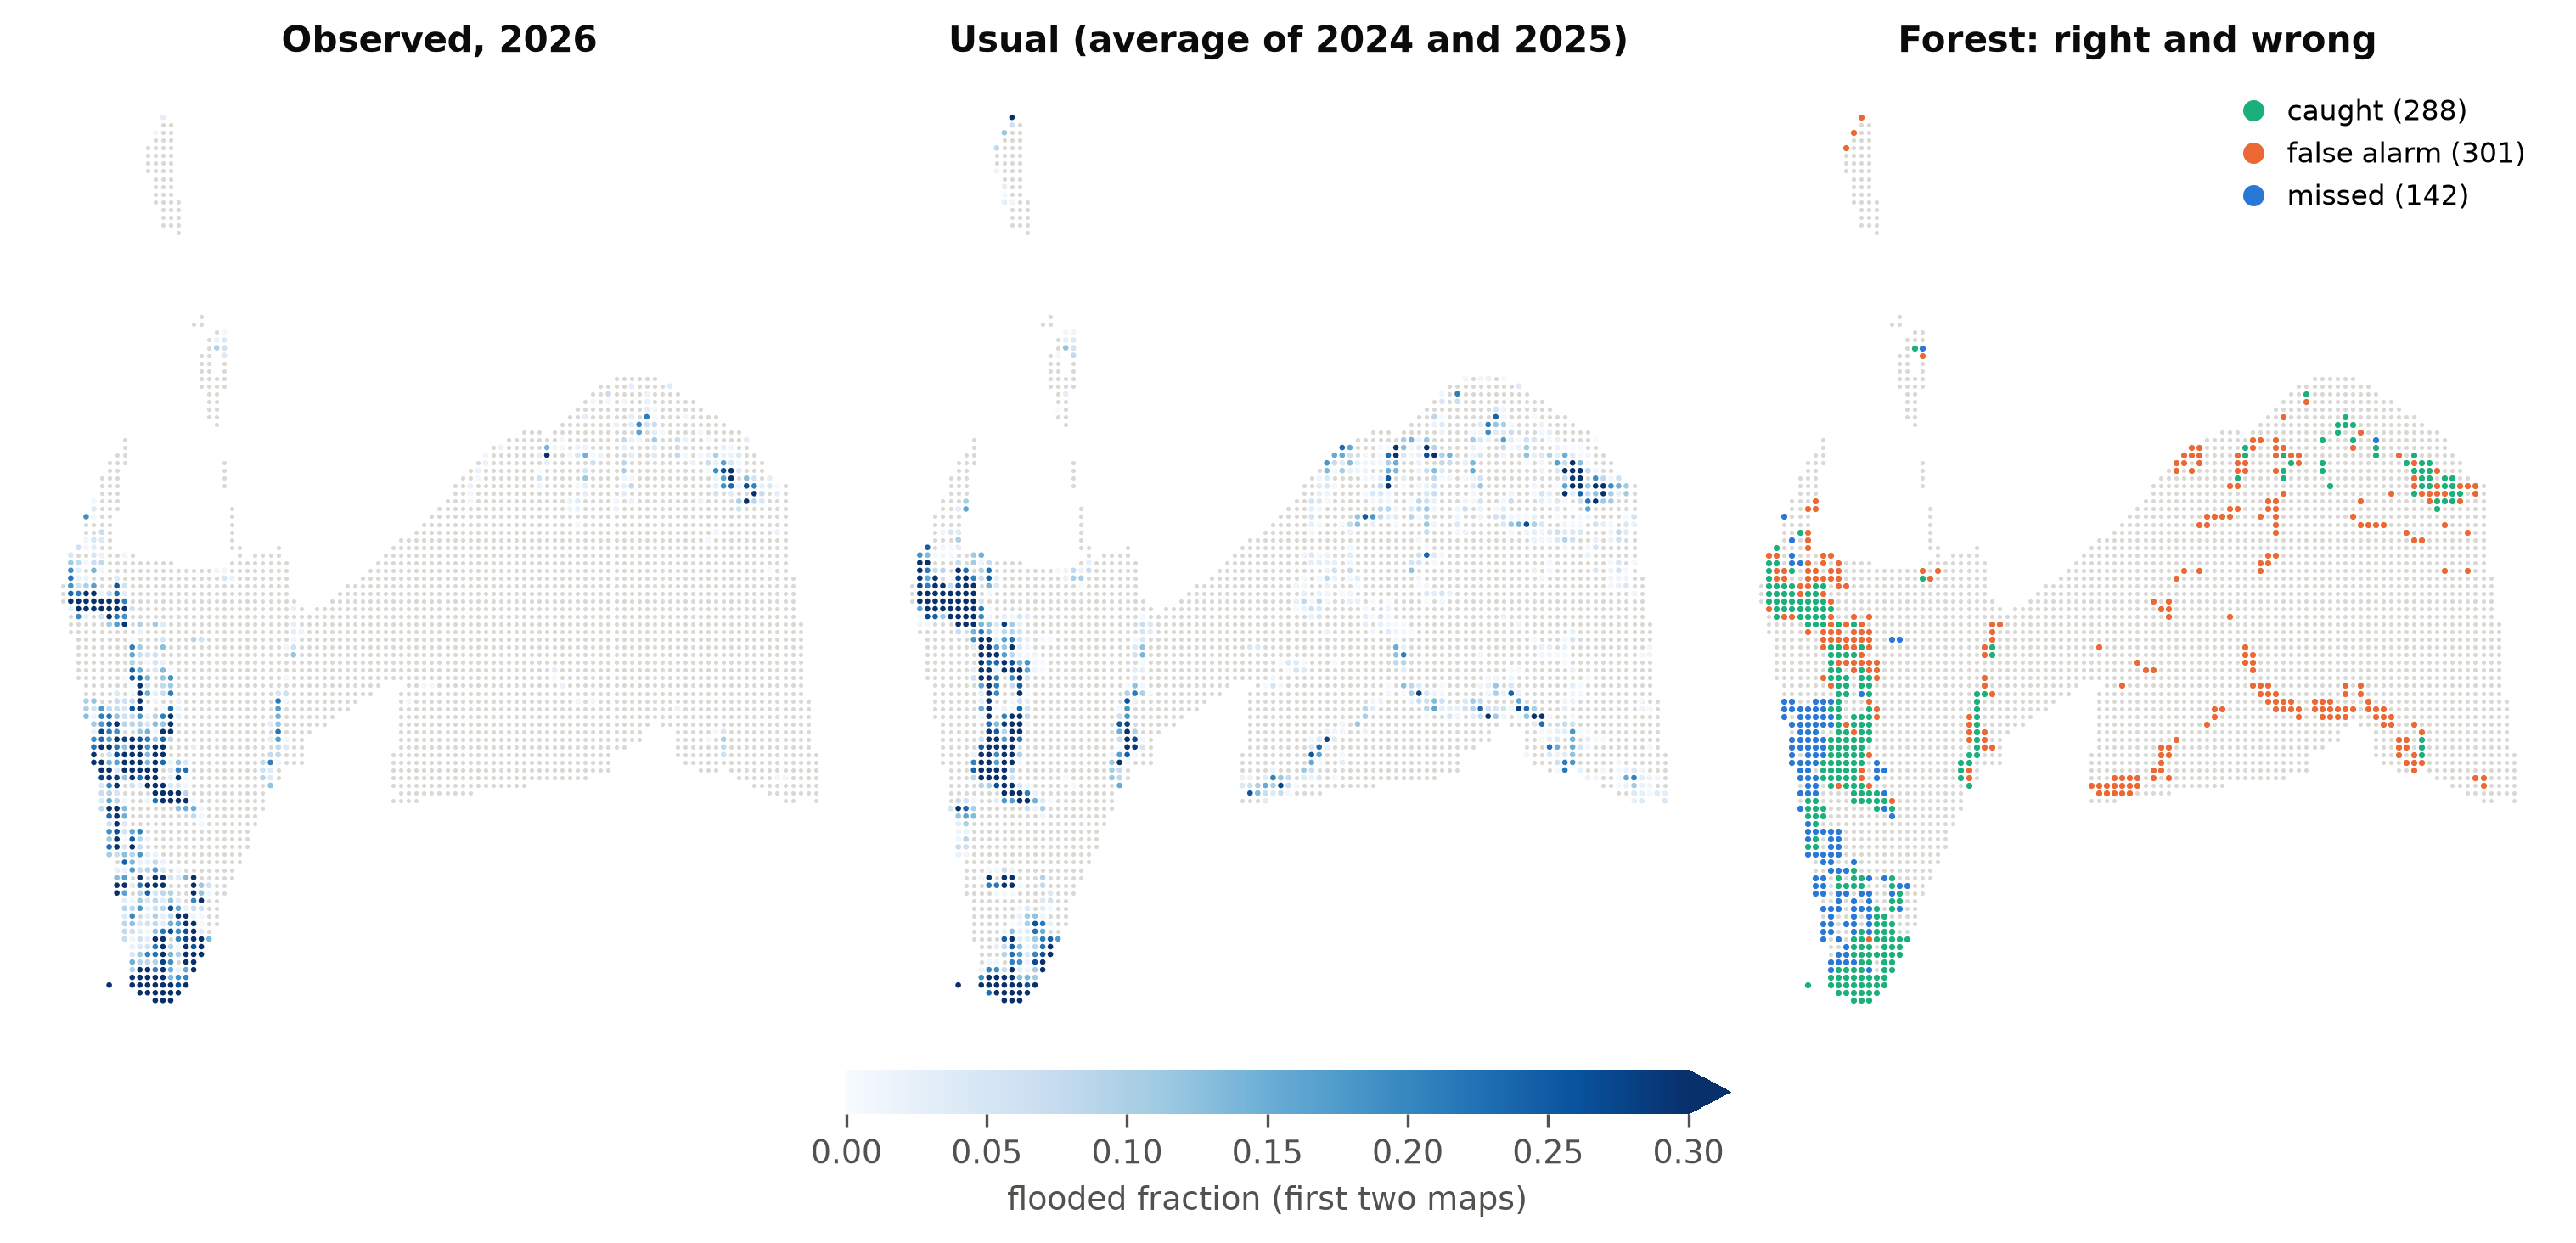 Observed, 2026
Usual (average of 2024 and 2025)
Forest: right and wrong
caught (288)
false alarm (301)
missed (142)
0.00 0.05 0.10 0.15 0.20 0.25 0.30
flooded fraction (first two maps)